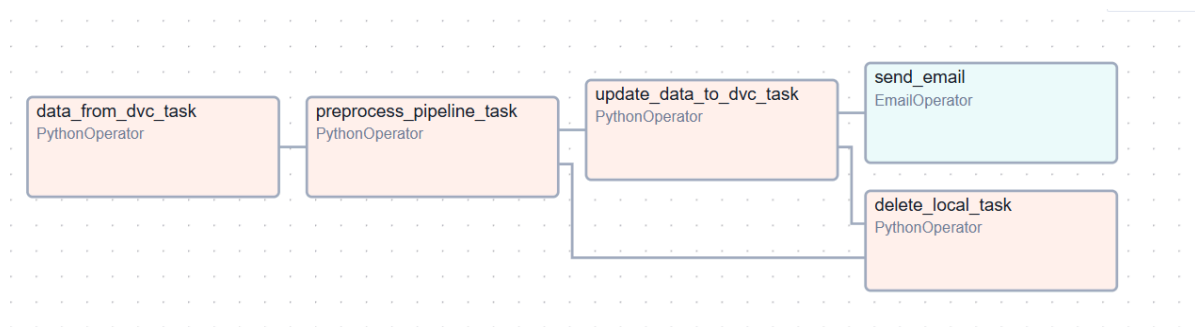 data_from_dvc_task
PythonOperator
preprocess_pipeline_task
PythonOperator
update_data_to_dvc_task
PythonOperator
send_email
EmailOperator
delete_local_task
PythonOperator